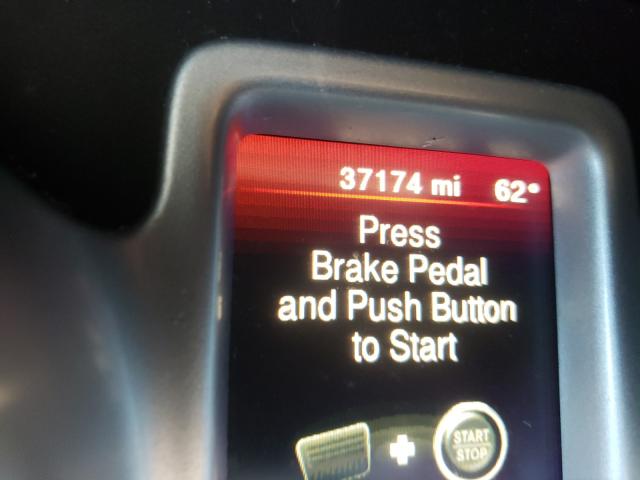 37174 mi 62°
Press
Brake Pedal
and Push Button
to Start
START
STOP